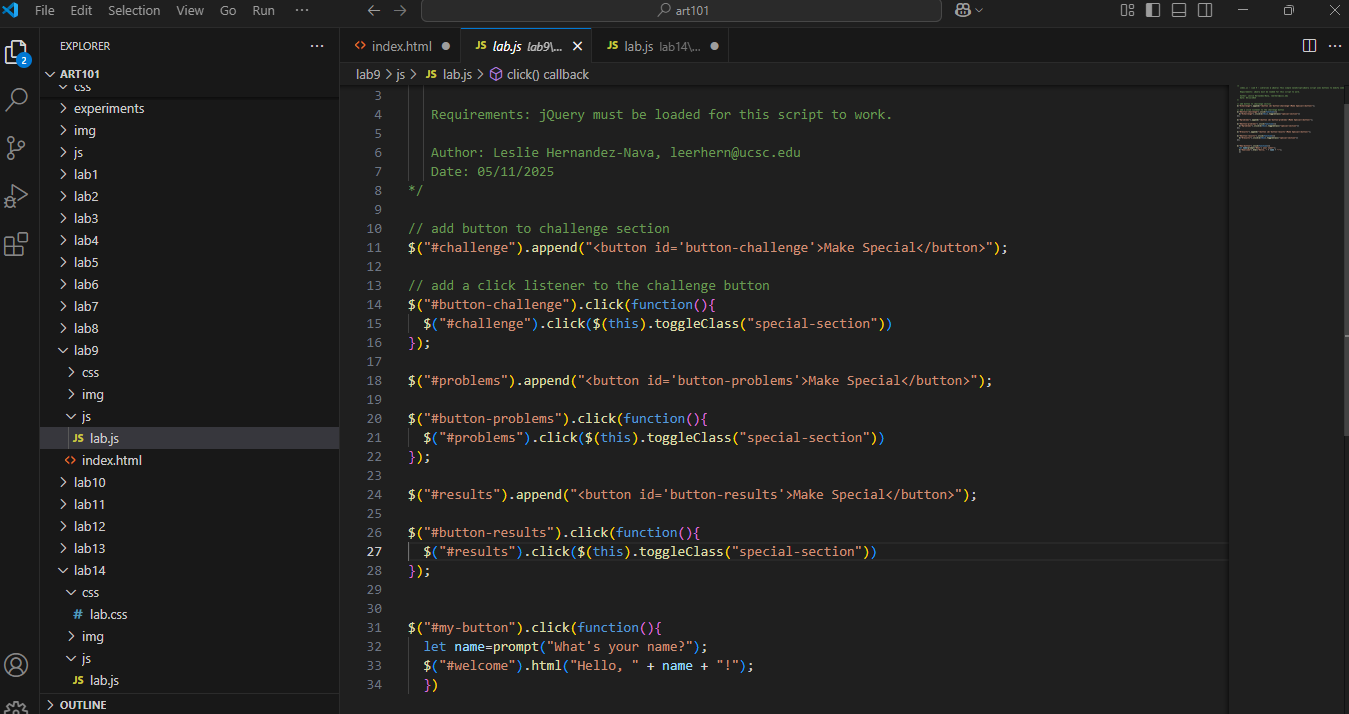 File Edit Selection View Go Run ··· art101
EXPLORER ···
index.html ● JS lab.js lab9\... × JS lab.js lab14\... ●
2
ART101
lab9 > js > JS lab.js > click() callback
css
experiments
img
js
lab1
lab2
lab3
lab4
lab5
lab6
lab7
lab8
lab9
css
img
js
JS lab.js
index.html
lab10
lab11
lab12
lab13
lab14
css
# lab.css
img
js
JS lab.js
OUTLINE
3
4 Requirements: jQuery must be loaded for this script to work.
5
6 Author: Leslie Hernandez-Nava, leerhern@ucsc.edu
7 Date: 05/11/2025
8 */
9
10 // add button to challenge section
11 $("#challenge").append("<button id='button-challenge'>Make Special</button>");
12
13 // add a click listener to the challenge button
14 $("#button-challenge").click(function(){
15 $("#challenge").click($(this).toggleClass("special-section"))
16 });
17
18 $("#problems").append("<button id='button-problems'>Make Special</button>");
19
20 $("#button-problems").click(function(){
21 $("#problems").click($(this).toggleClass("special-section"))
22 });
23
24 $("#results").append("<button id='button-results'>Make Special</button>");
25
26 $("#button-results").click(function(){
27 $("#results").click($(this).toggleClass("special-section"))
28 });
29
30
31 $("#my-button").click(function(){
32 let name=prompt("What's your name?");
33 $("#welcome").html("Hello, " + name + "!");
34 })